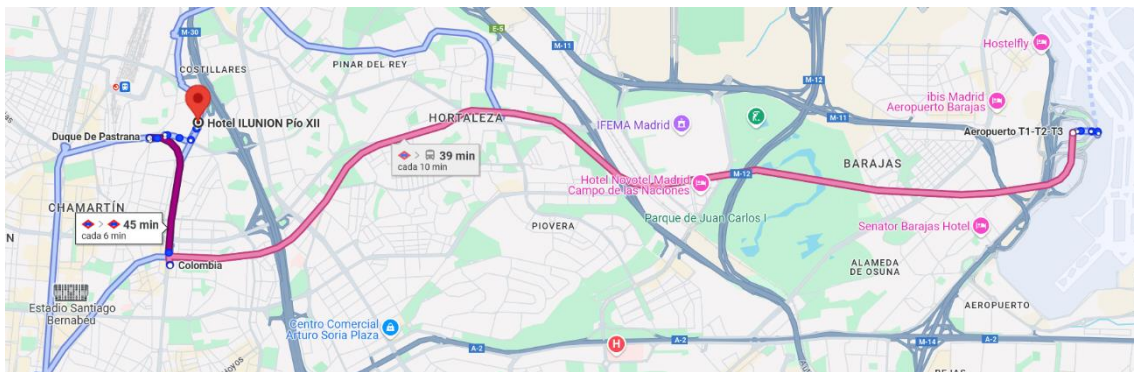 M-30
E-5
M-11
COSTILLARES
PINAR DEL REY
M-12
Hostelfly
ibis Madrid
Aeropuerto Barajas
Hotel ILUNION Pío XII
HORTALEZA
IFEMA Madrid
M-11
Duque De Pastrana
Aeropuerto T1-T2-T3
39 min
cada 10 min
BARAJAS
M-12
Hotel Novotel Madrid
Campo de las Naciones
CHAMARTÍN
45 min
cada 6 min
PIOVERA
Parque de Juan Carlos I
Senator Barajas Hotel
Colombia
ALAMEDA
DE OSUNA
Estadio Santiago
Bernabéu
AEROPUERTO
Centro Comercial
Arturo Soria Plaza
A-2
H
A-2
M-14
A-2